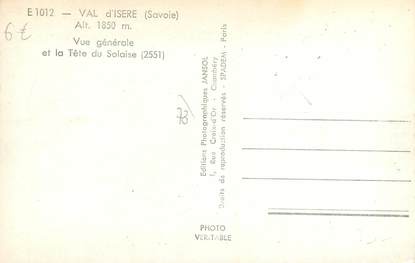 E 1012 — VAL d'ISERE (Savoie)
Alt. 1850 m.
Vue générale
et la Tête du Solaise (2551)
6€
73
Editions Photographiques JANSOL
1, Rue Croix-d'Or - Chambéry
Droits de reproduction réservés - SPADEM - Paris
PHOTO
VERITABLE